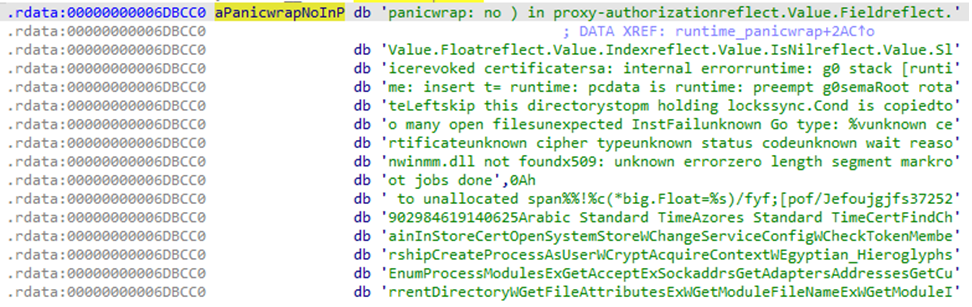 .rdata:00000000006DBCC0 aPanicwrapNoInP db 'panicwrap: no ) in proxy-authorizationreflect.Value.Fieldreflect.'
.rdata:00000000006DBCC0 ; DATA XREF: runtime_panicwrap+2AC↑o
.rdata:00000000006DBCC0 db 'Value.Floatreflect.Value.Indexreflect.Value.IsNilreflect.Value.Sl'
.rdata:00000000006DBCC0 db 'icerevoked certificatersa: internal errorruntime: g0 stack [runti'
.rdata:00000000006DBCC0 db 'me: insert t= runtime: pcdata is runtime: preempt g0semaRoot rota'
.rdata:00000000006DBCC0 db 'teLeftskip this directorystopm holding lockssync.Cond is copiedto'
.rdata:00000000006DBCC0 db 'o many open filesunexpected InstFailunknown Go type: %vunknown ce'
.rdata:00000000006DBCC0 db 'rtificateunknown cipher typeunknown status codeunknown wait reaso'
.rdata:00000000006DBCC0 db 'nwinmm.dll not foundx509: unknown errorzero length segment markro'
.rdata:00000000006DBCC0 db 'ot jobs done',0Ah
.rdata:00000000006DBCC0 db ' to unallocated span%%!%c(*big.Float=%s)/fyf;[pof/Jefoujgjfs37252'
.rdata:00000000006DBCC0 db '902984619140625Arabic Standard TimeAzores Standard TimeCertFindCh'
.rdata:00000000006DBCC0 db 'ainInStoreCertOpenSystemStoreWChangeServiceConfigWCheckTokenMembe'
.rdata:00000000006DBCC0 db 'rshipCreateProcessAsUserWCryptAcquireContextWEgyptian_Hieroglyphs'
.rdata:00000000006DBCC0 db 'EnumProcessModulesExGetAcceptExSockaddrsGetAdaptersAddressesGetCu'
.rdata:00000000006DBCC0 db 'rrentDirectoryWGetFileAttributesExWGetModuleFileNameExWGetModuleI'